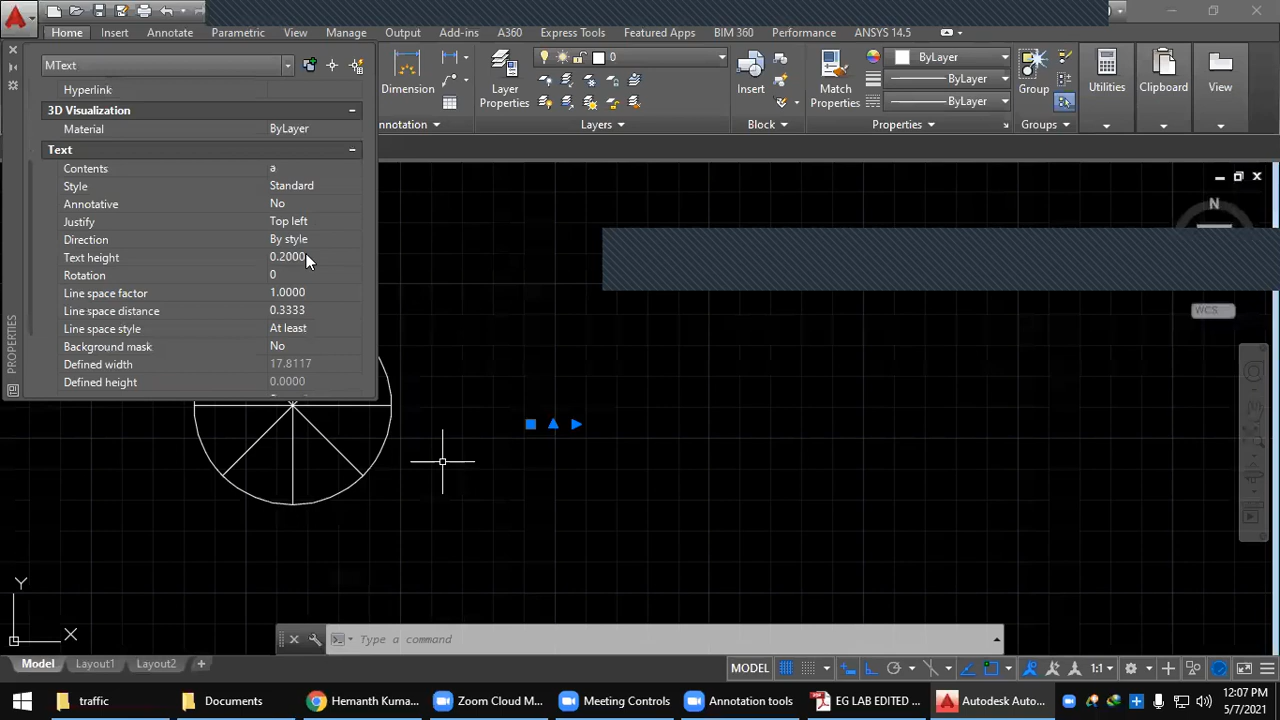 Home Insert Annotate Parametric View Manage Output Add-ins A360 Express Tools Featured Apps BIM 360 Performance ANSYS 14.5
MText
Hyperlink
3D Visualization
Material ByLayer
Text
Contents a
Style Standard
Annotative No
Justify Top left
Direction By style
Text height 0.2000
Rotation 0
Line space factor 1.0000
Line space distance 0.3333
Line space style At least
Background mask No
Defined width 17.8117
Defined height 0.0000
PROPERTIES
Dimension
Layer Properties
0
Insert
Match Properties
ByLayer
ByLayer
ByLayer
Group
Utilities
Clipboard
View
nnotation
Layers
Block
Properties
Groups
N
WCS
Y
X
Type a command
Model Layout1 Layout2 +
MODEL 1:1
traffic Documents Hemanth Kuma... Zoom Cloud M... Meeting Controls Annotation tools EG LAB EDITED ... Autodesk Auto...
12:07 PM
5/7/2021